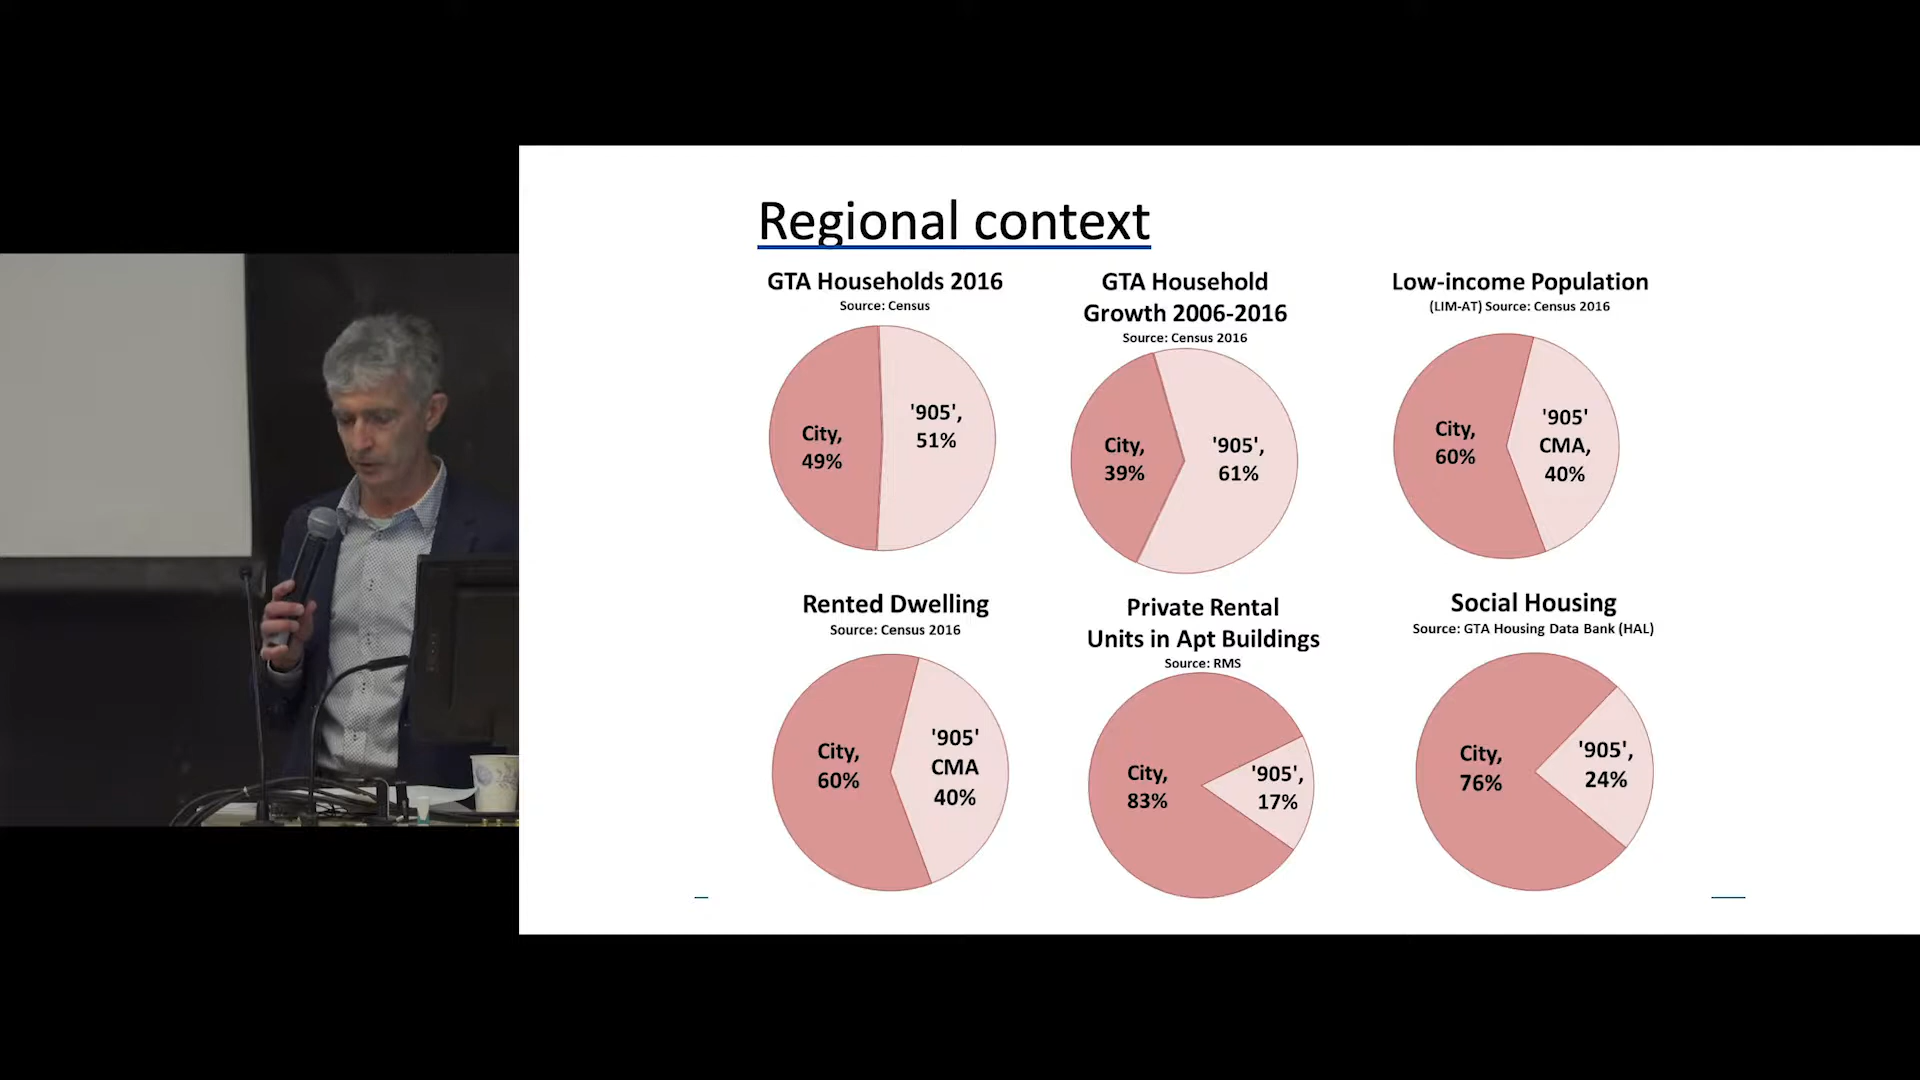 Regional context
GTA Households 2016
Source: Census
City,
49%
'905',
51%
GTA Household
Growth 2006-2016
Source: Census 2016
City,
39%
'905',
61%
Low-income Population
(LIM-AT) Source: Census 2016
City,
60%
'905'
CMA,
40%
Rented Dwelling
Source: Census 2016
City,
60%
'905'
CMA
40%
Private Rental
Units in Apt Buildings
Source: RMS
City,
83%
'905',
17%
Social Housing
Source: GTA Housing Data Bank (HAL)
City,
76%
'905',
24%